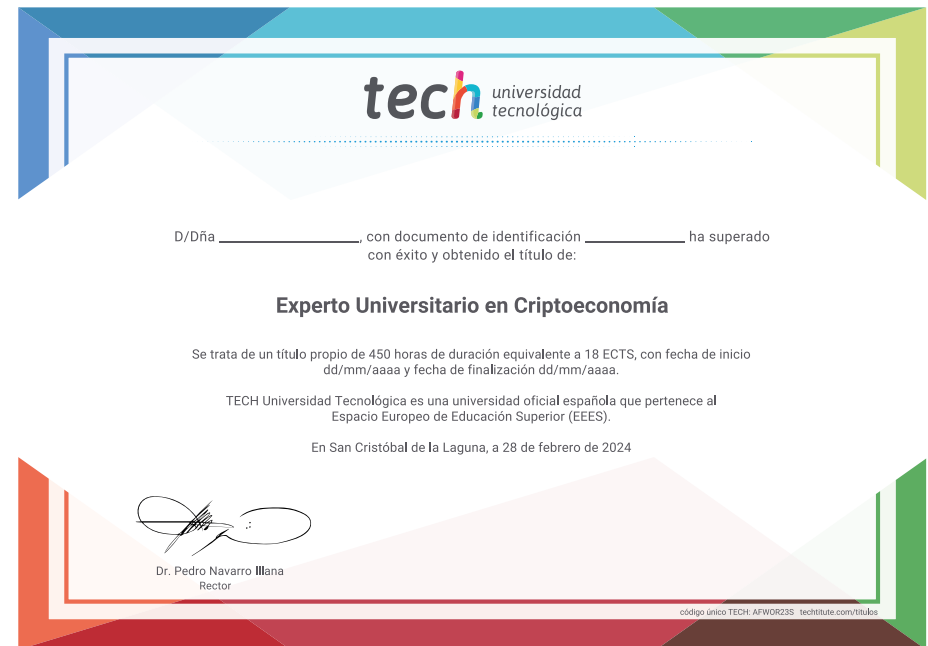 tech universidad
tecnológica
D/Dña ____________________, con documento de identificación ______________ ha superado
con éxito y obtenido el título de:
Experto Universitario en Criptoeconomía
Se trata de un título propio de 450 horas de duración equivalente a 18 ECTS, con fecha de inicio
dd/mm/aaaa y fecha de finalización dd/mm/aaaa.
TECH Universidad Tecnológica es una universidad oficial española que pertenece al
Espacio Europeo de Educación Superior (EEES).
En San Cristóbal de la Laguna, a 28 de febrero de 2024
Dr. Pedro Navarro Illana
Rector
código único TECH: AFWOR23S techtitute.com/titulos